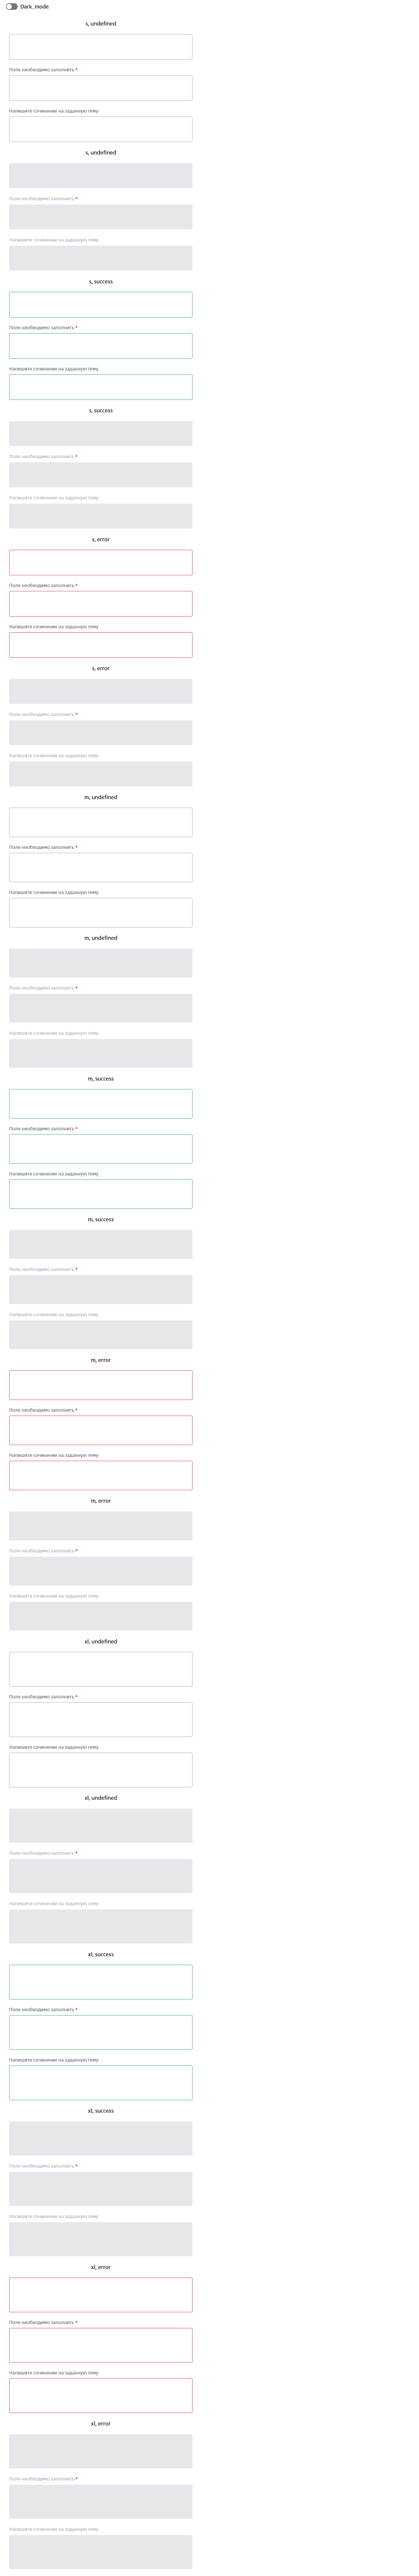 Dark_mode
s, undefined
Поле необходимо заполнить *
Напишите сочинение на заданную тему
s, undefined
Поле необходимо заполнить *
Напишите сочинение на заданную тему
s, success
Поле необходимо заполнить *
Напишите сочинение на заданную тему
s, success
Поле необходимо заполнить *
Напишите сочинение на заданную тему
s, error
Поле необходимо заполнить *
Напишите сочинение на заданную тему
s, error
Поле необходимо заполнить *
Напишите сочинение на заданную тему
m, undefined
Поле необходимо заполнить *
Напишите сочинение на заданную тему
m, undefined
Поле необходимо заполнить *
Напишите сочинение на заданную тему
m, success
Поле необходимо заполнить *
Напишите сочинение на заданную тему
m, success
Поле необходимо заполнить *
Напишите сочинение на заданную тему
m, error
Поле необходимо заполнить *
Напишите сочинение на заданную тему
m, error
Поле необходимо заполнить *
Напишите сочинение на заданную тему
xl, undefined
Поле необходимо заполнить *
Напишите сочинение на заданную тему
xl, undefined
Поле необходимо заполнить *
Напишите сочинение на заданную тему
xl, success
Поле необходимо заполнить *
Напишите сочинение на заданную тему
xl, success
Поле необходимо заполнить *
Напишите сочинение на заданную тему
xl, error
Поле необходимо заполнить *
Напишите сочинение на заданную тему
xl, error
Поле необходимо заполнить *
Напишите сочинение на заданную тему